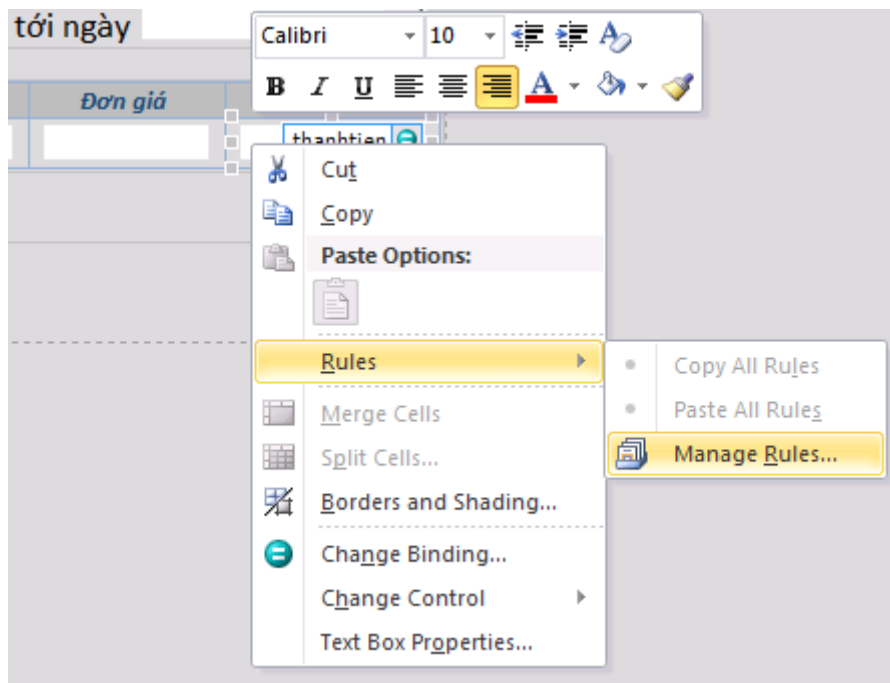 tới ngày
Calibri 10
B I U A
Đơn giá
thanhtien
Cut
Copy
Paste Options:
Rules
Copy All Rules
Merge Cells
Paste All Rules
Split Cells...
Manage Rules...
Borders and Shading...
Change Binding...
Change Control
Text Box Properties...